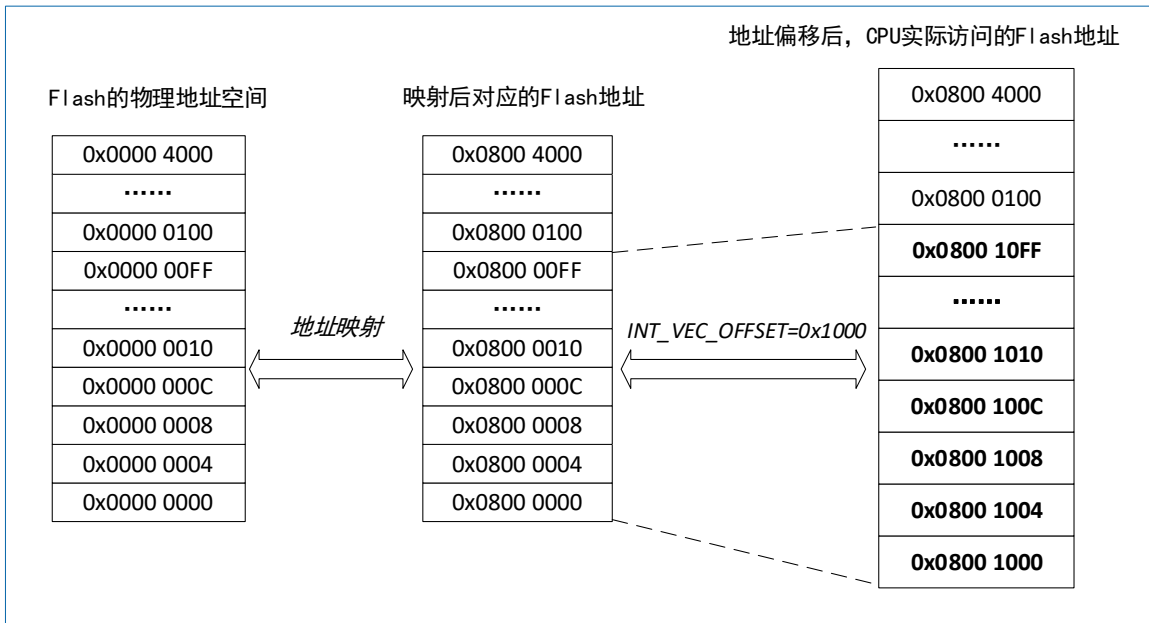 地址偏移后，CPU实际访问的Flash地址
Flash的物理地址空间
映射后对应的Flash地址
0x0000 4000
……
0x0000 0100
0x0000 00FF
……
0x0000 0010
0x0000 000C
0x0000 0008
0x0000 0004
0x0000 0000
地址映射
0x0800 4000
……
0x0800 0100
0x0800 00FF
……
0x0800 0010
0x0800 000C
0x0800 0008
0x0800 0004
0x0800 0000
INT_VEC_OFFSET=0x1000
0x0800 4000
……
0x0800 0100
0x0800 10FF
……
0x0800 1010
0x0800 100C
0x0800 1008
0x0800 1004
0x0800 1000